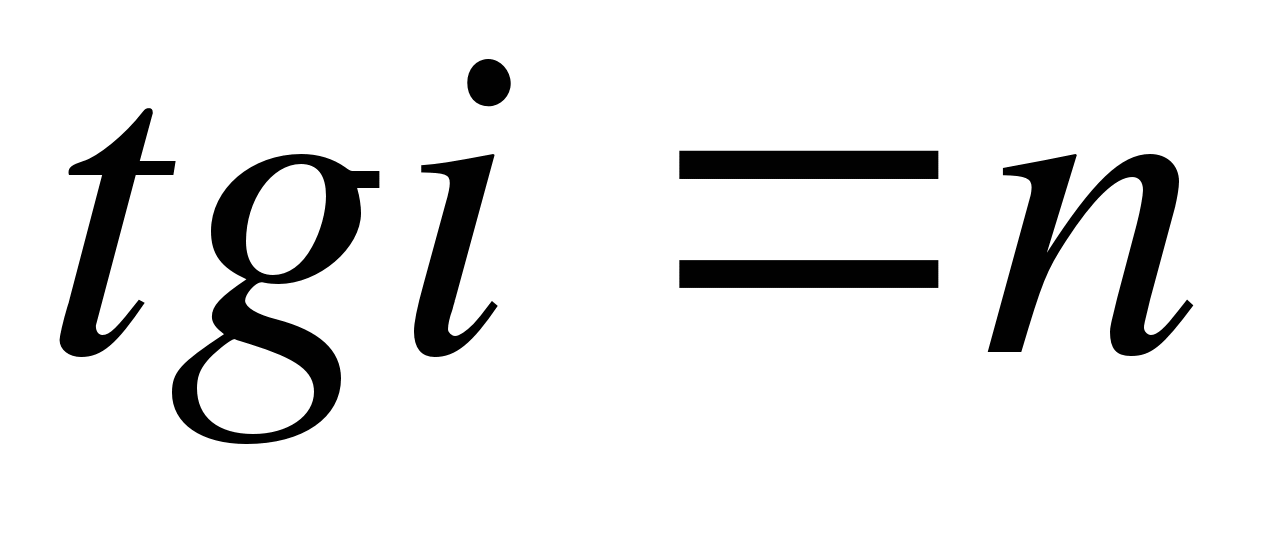 tgi = n